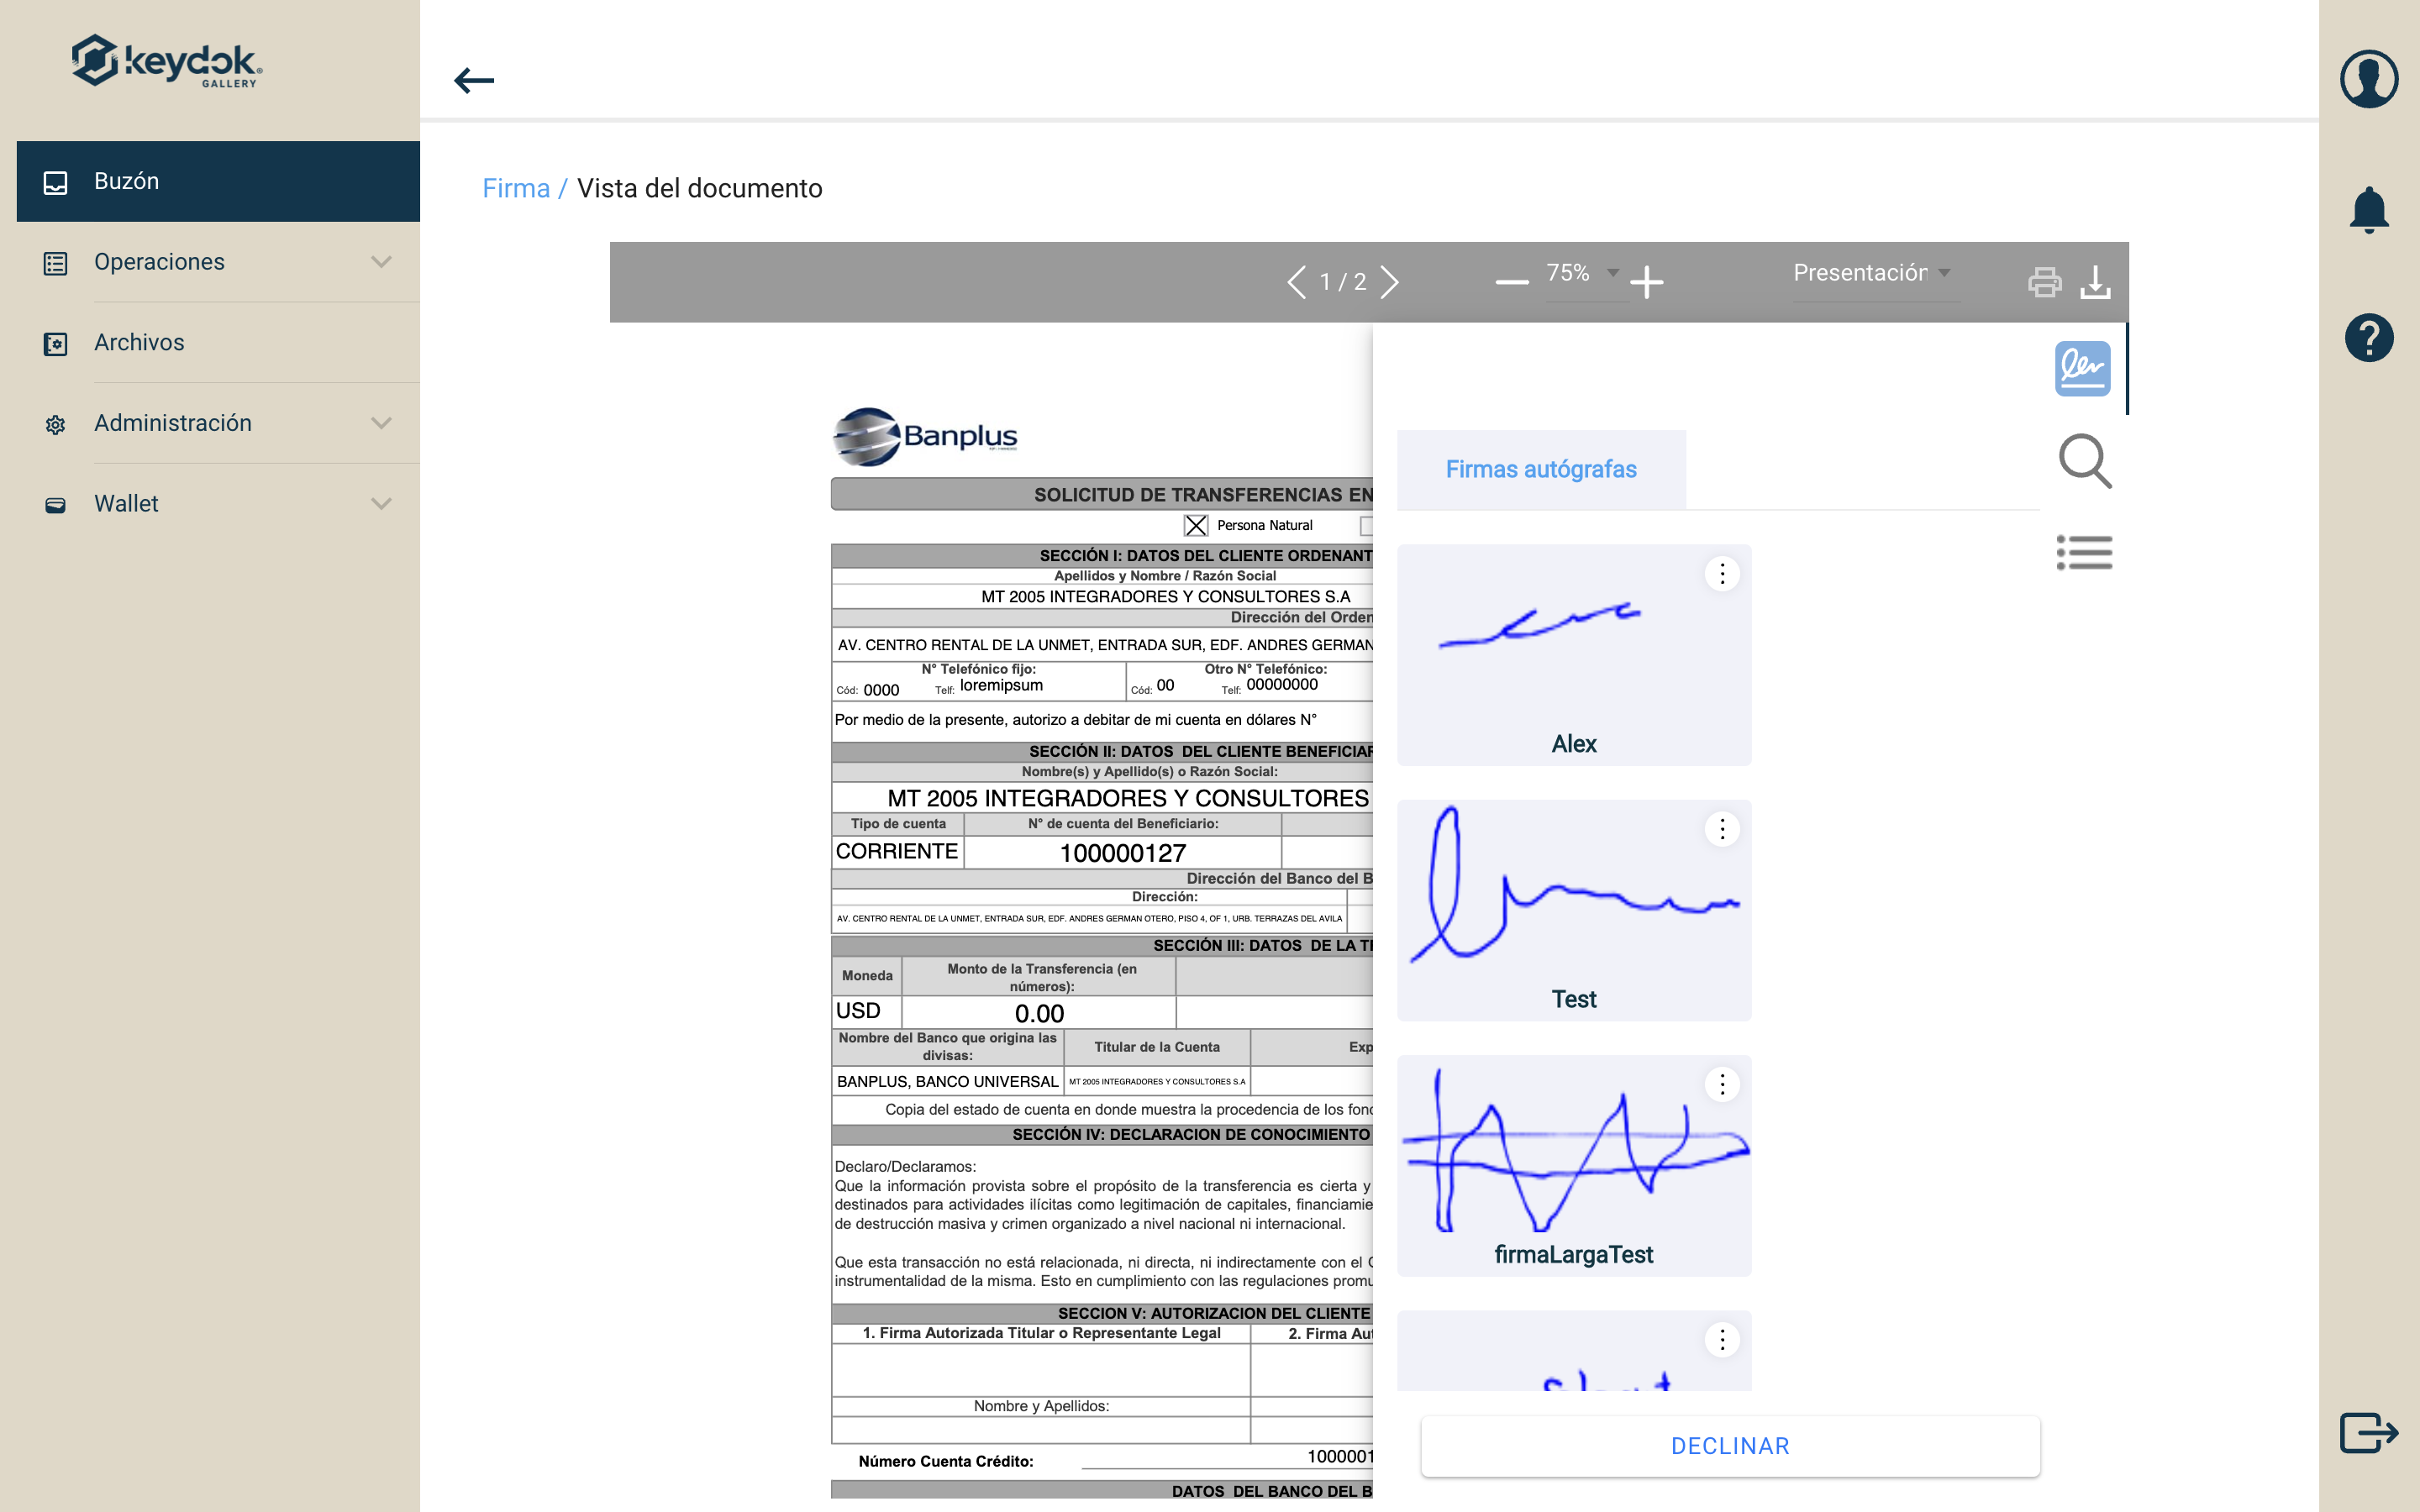 keydok
GALLERY
Buzón
Operaciones
Archivos
Administración
Wallet
Firma / Vista del documento
1 / 2
75%
Presentación
Banplus
SOLICITUD DE TRANSFERENCIAS EN
Persona Natural
SECCIÓN I: DATOS DEL CLIENTE ORDENANT
Apellidos y Nombre / Razón Social
MT 2005 INTEGRADORES Y CONSULTORES S.A
Dirección del Orden
AV. CENTRO RENTAL DE LA UNMET, ENTRADA SUR, EDF. ANDRES GERMAN
N° Telefónico fijo: Otro N° Telefónico:
Cód: 0000 Telf: loremipsum Cód: 00 Telf: 00000000
Por medio de la presente, autorizo a debitar de mi cuenta en dólares N°
SECCIÓN II: DATOS DEL CLIENTE BENEFICIAR
Nombre(s) y Apellido(s) o Razón Social:
MT 2005 INTEGRADORES Y CONSULTORES
Tipo de cuenta N° de cuenta del Beneficiario:
CORRIENTE 100000127
Dirección del Banco del B
Dirección:
AV. CENTRO RENTAL DE LA UNMET, ENTRADA SUR, EDF. ANDRES GERMAN OTERO, PISO 4, OF 1, URB. TERRAZAS DEL AVILA
SECCIÓN III: DATOS DE LA TR
Moneda Monto de la Transferencia (en
números):
USD 0.00
Nombre del Banco que origina las
divisas: Titular de la Cuenta Exp
BANPLUS, BANCO UNIVERSAL MT 2005 INTEGRADORES Y CONSULTORES S.A
Copia del estado de cuenta en donde muestra la procedencia de los fond
SECCIÓN IV: DECLARACION DE CONOCIMIENTO
Declaro/Declaramos:
Que la información provista sobre el propósito de la transferencia es cierta y
destinados para actividades ilícitas como legitimación de capitales, financiamie
de destrucción masiva y crimen organizado a nivel nacional ni internacional.
Que esta transacción no está relacionada, ni directa, ni indirectamente con el
instrumentalidad de la misma. Esto en cumplimiento con las regulaciones promu
SECCION V: AUTORIZACION DEL CLIENTE
1. Firma Autorizada Titular o Representante Legal 2. Firma Aut
Nombre y Apellidos:
Número Cuenta Crédito: 1000001
DATOS DEL BANCO DEL B
Firmas autógrafas
Alex
Test
firmaLargaTest
DECLINAR